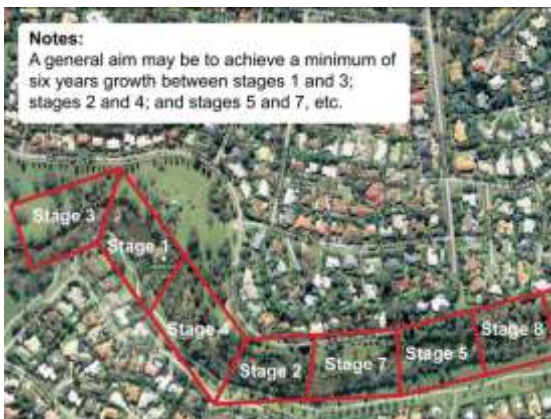 Notes:
A general aim may be to achieve a minimum of
six years growth between stages 1 and 3;
stages 2 and 4; and stages 5 and 7, etc.
Stage 3
Stage 1
Stage 4
Stage 2
Stage 7
Stage 5
Stage 8